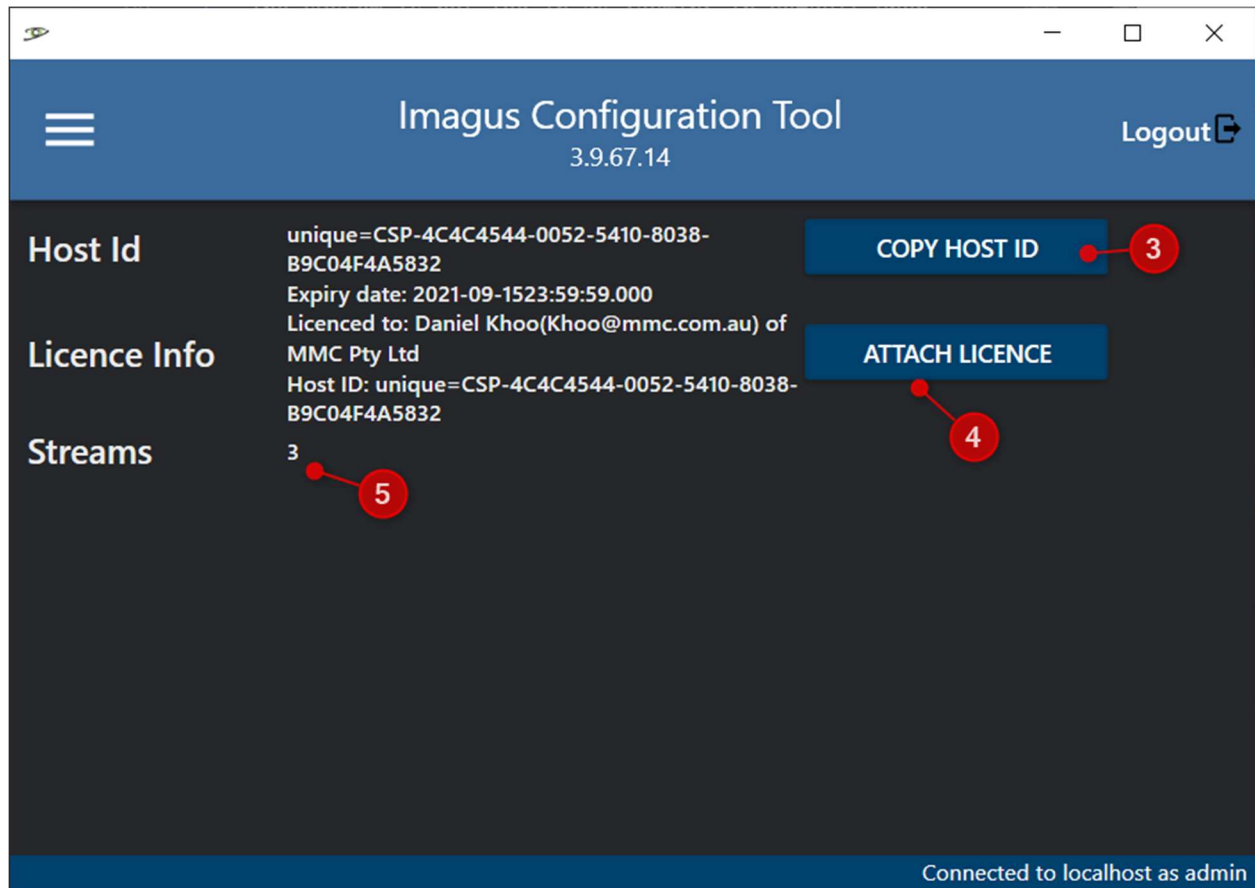 Imagus Configuration Tool
3.9.67.14
Logout
Host Id
unique=CSP-4C4C4544-0052-5410-8038-
B9C04F4A5832
COPY HOST ID
3
Licence Info
Expiry date: 2021-09-1523:59:59.000
Licenced to: Daniel Khoo(Khoo@mmc.com.au) of
MMC Pty Ltd
Host ID: unique=CSP-4C4C4544-0052-5410-8038-
B9C04F4A5832
ATTACH LICENCE
4
Streams
3
5
Connected to localhost as admin